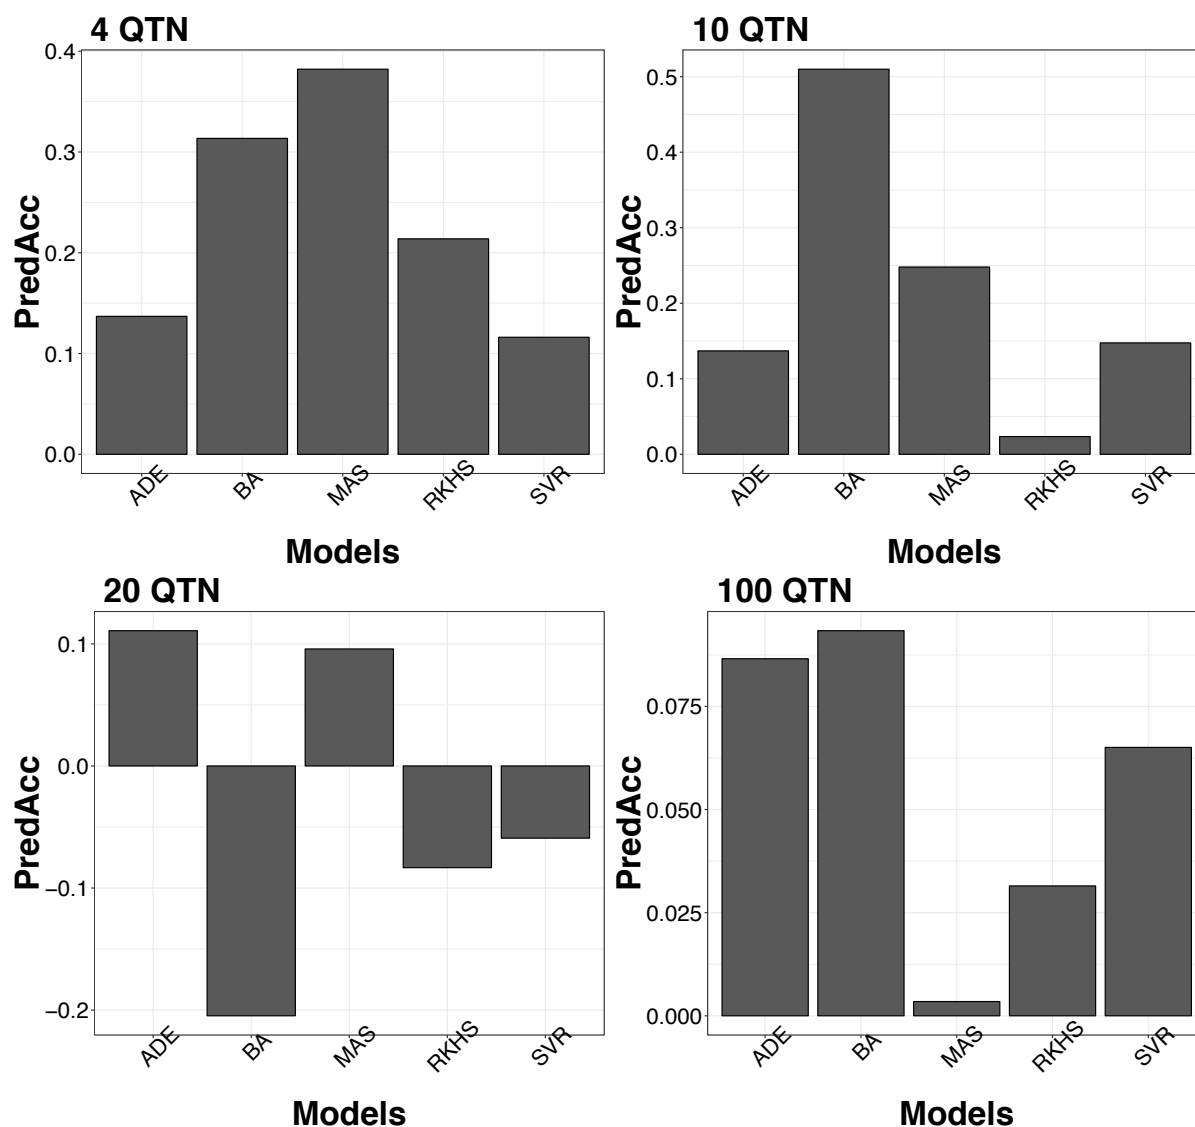 4 QTN
PredAcc
0.4
0.3
0.2
0.1
0.0
ADE
BA
MAS
RKHS
SVR
Models
10 QTN
PredAcc
0.5
0.4
0.3
0.2
0.1
0.0
ADE
BA
MAS
RKHS
SVR
Models
20 QTN
PredAcc
0.1
0.0
−0.1
−0.2
ADE
BA
MAS
RKHS
SVR
Models
100 QTN
PredAcc
0.075
0.050
0.025
0.000
ADE
BA
MAS
RKHS
SVR
Models